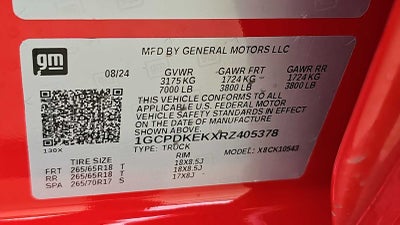 gm
MFD BY GENERAL MOTORS LLC
08/24 GVWR GAWR FRT GAWR RR
3175 KG 1724 KG 1724 KG
7000 LB 3800 LB 3800 LB
THIS VEHICLE CONFORMS TO ALL
APPLICABLE U.S. FEDERAL MOTOR
VEHICLE SAFETY STANDARDS IN EFFECT
ON THE DATE OF MANUFACTURE SHOWN ABOVE.
1GCPDKEKXRZ405378
130X TYPE: TRUCK MODEL: X8CK10543
TIRE SIZE RIM
FRT 265/65R18 T 18X8.5J
RR 265/65R18 T 18X8.5J
SPA 265/70R17 S 17X8J